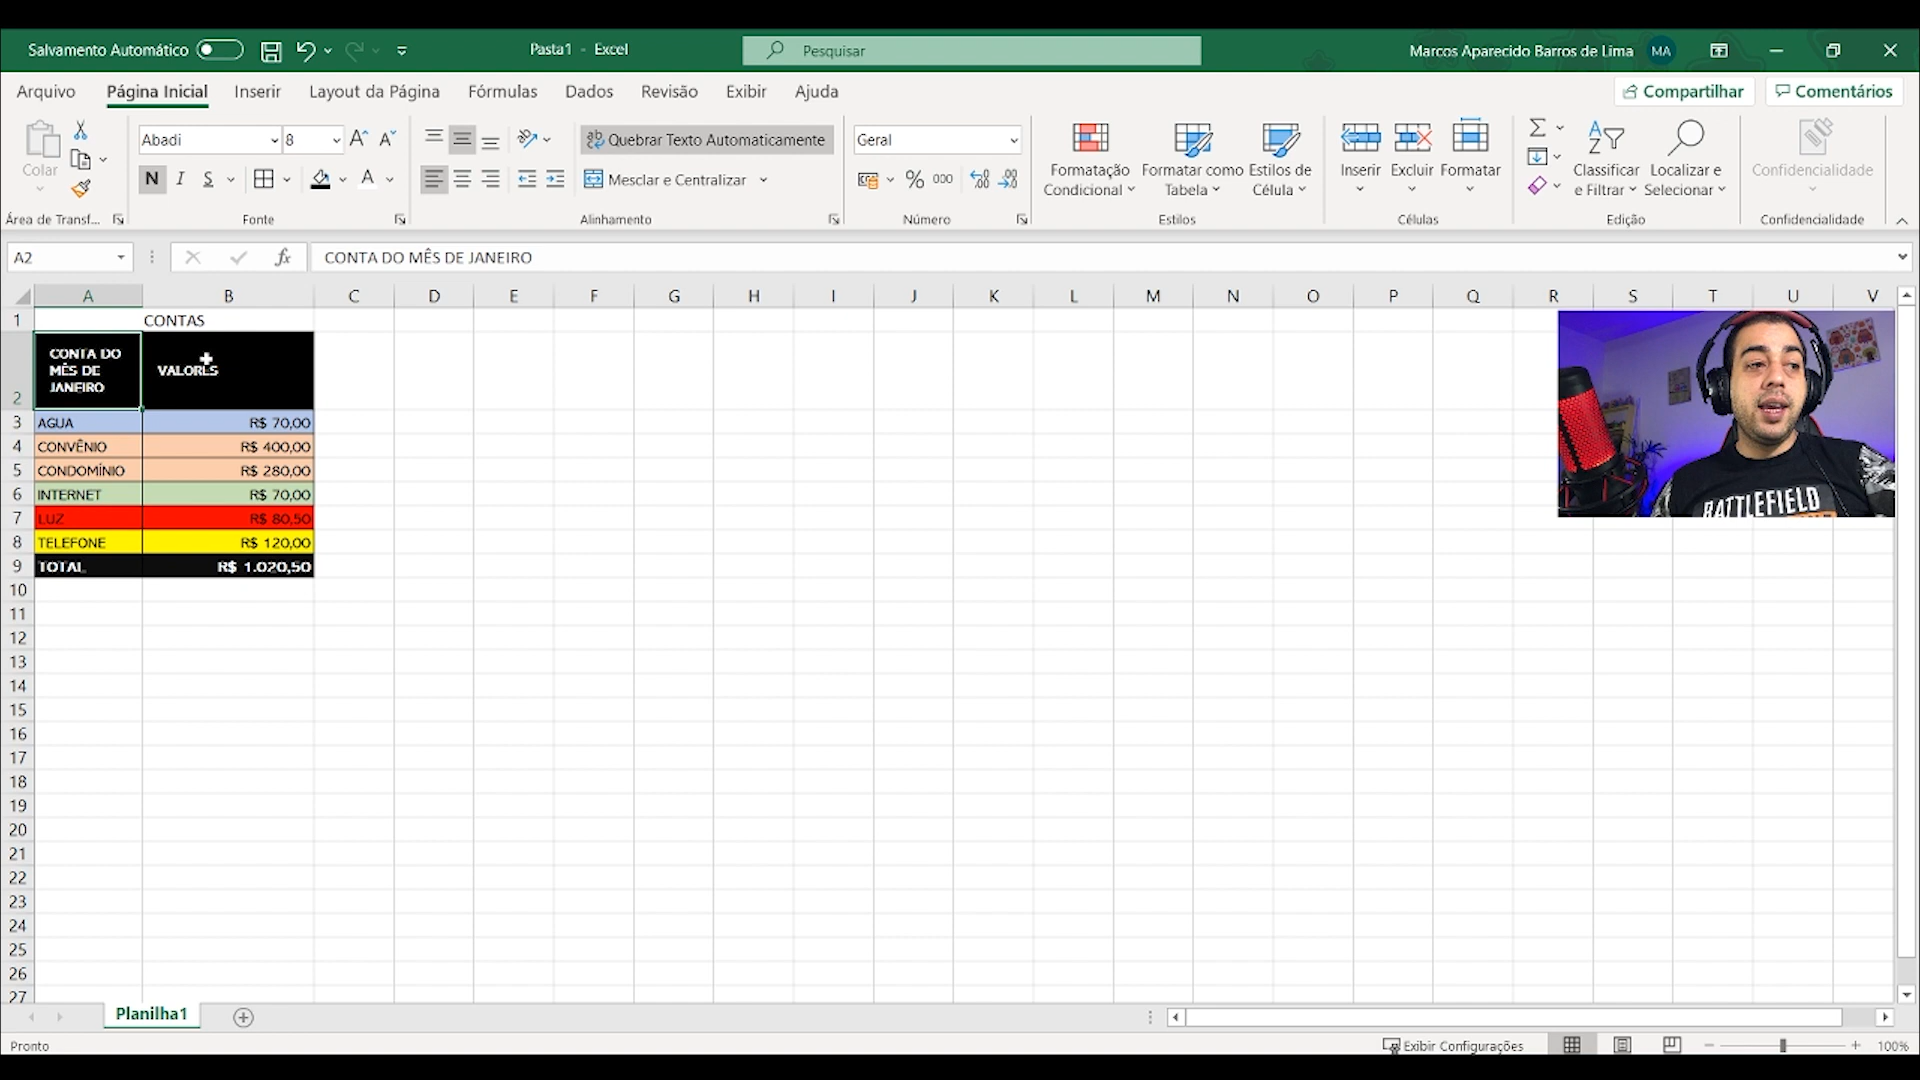 Salvamento Automático
Pasta1 - Excel
Pesquisar
Marcos Aparecido Barros de Lima
MA
Arquivo
Página Inicial
Inserir
Layout da Página
Fórmulas
Dados
Revisão
Exibir
Ajuda
Compartilhar
Comentários
Colar
Área de Transf...
Abadi
8
N I S
A
Fonte
Quebrar Texto Automaticamente
Mesclar e Centralizar
Alinhamento
Geral
% 000
Número
Formatação Condicional
Formatar como Tabela
Estilos de Célula
Estilos
Inserir
Excluir
Formatar
Células
Classificar e Filtrar
Localizar e Selecionar
Edição
Confidencialidade
Confidencialidade
A2
fx
CONTA DO MÊS DE JANEIRO
A B C D E F G H I J K L M N O P Q R S T U V
1 CONTAS
CONTA DO
MÊS DE
JANEIRO
VALORES
2
3 AGUA R$ 70,00
4 CONVÊNIO R$ 400,00
5 CONDOMÍNIO R$ 280,00
6 INTERNET R$ 70,00
7 LUZ R$ 80,50
8 TELEFONE R$ 120,00
9 TOTAL R$ 1.020,50
10
11
12
13
14
15
16
17
18
19
20
21
22
23
24
25
26
27
BATTLEFIELD
Planilha1
Pronto
Exibir Configurações
100%